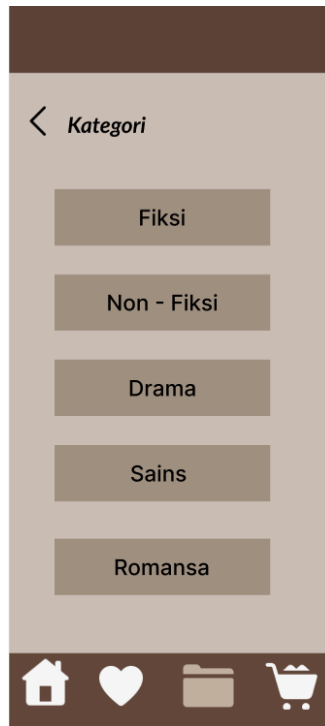 Kategori
Fiksi
Non - Fiksi
Drama
Sains
Romansa